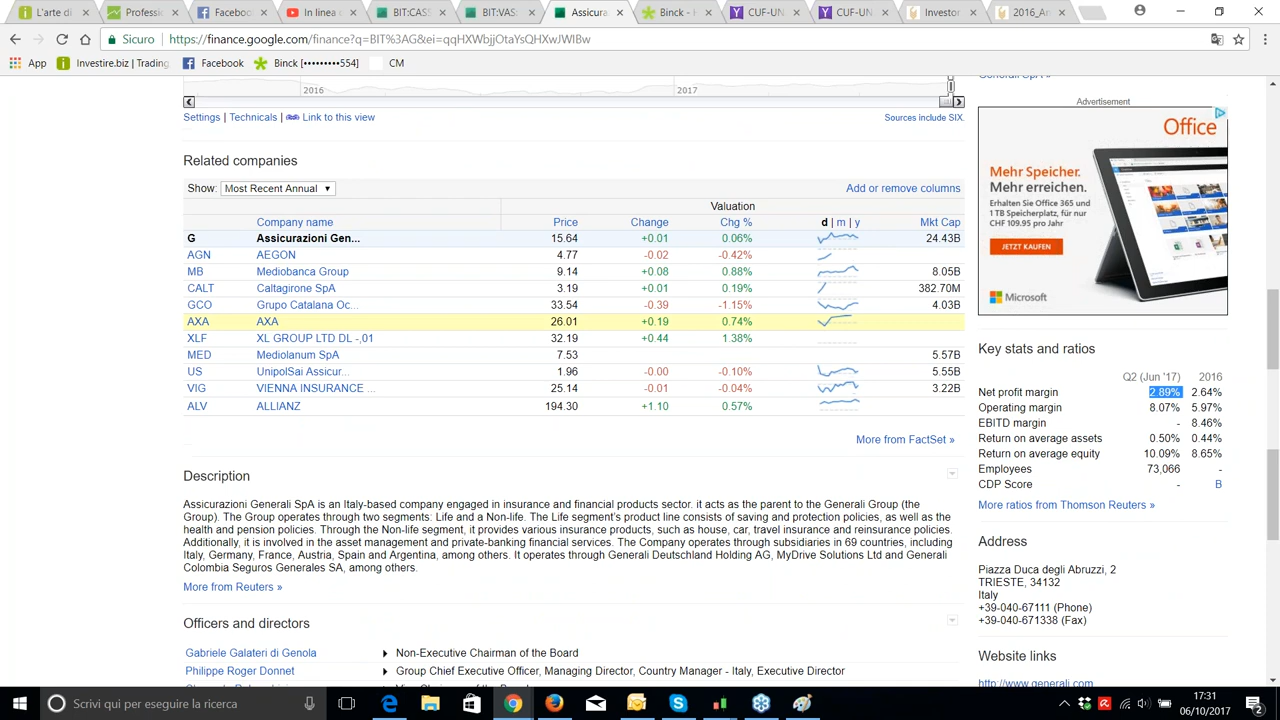 L'arte d
Profession
Facebook
In linea c
BIT:CASS
BIT:VAS
Assicura
Binck - H
CUF-UN
CUF-UN
Investor
2016_An
Sicuro
https://finance.google.com/finance?q=BIT%3AG&ei=qqHXWbjjOtaYsQHXwJWIBw
App
Investire.biz | Trading
Facebook
Binck [••••••••554]
CM
2016
2017
Settings | Technicals | Link to this view
Sources include SIX.
Related companies
Show: Most Recent Annual
Add or remove columns
Valuation
Company name Price Change Chg % d | m | y Mkt Cap
G Assicurazioni Gen... 15.64 +0.01 0.06% 24.43B
AGN AEGON 4.77 -0.02 -0.42%
MB Mediobanca Group 9.14 +0.08 0.88% 8.05B
CALT Caltagirone SpA 3.19 +0.01 0.19% 382.70M
GCO Grupo Catalana Oc... 33.54 -0.39 -1.15% 4.03B
AXA AXA 26.01 +0.19 0.74%
XLF XL GROUP LTD DL -,01 32.19 +0.44 1.38%
MED Mediolanum SpA 7.53 5.57B
US UnipolSai Assicur... 1.96 -0.00 -0.10% 5.55B
VIG VIENNA INSURANCE ... 25.14 -0.01 -0.04% 3.22B
ALV ALLIANZ 194.30 +1.10 0.57%
More from FactSet »
Description
Assicurazioni Generali SpA is an Italy-based company engaged in insurance and financial products sector. it acts as the parent to the Generali Group (the
Group). The Group operates through two segments: Life and a Non-life. The Life segment's product line consists of saving and protection policies, as well as the
health and pension policies. Through the Non-life segment, it provides various insurance products, such as house, car, travel insurance and reinsurance policies.
Additionally, it is involved in the asset management and private-banking financial services. The Company operates through subsidiaries in 69 countries, including
Italy, Germany, France, Austria, Spain and Argentina, among others. It operates through Generali Deutschland Holding AG, MyDrive Solutions Ltd and Generali
Colombia Seguros Generales SA, among others.
More from Reuters »
Officers and directors
Gabriele Galateri di Genola Non-Executive Chairman of the Board
Philippe Roger Donnet Group Chief Executive Officer, Managing Director, Country Manager - Italy, Executive Director
Generali SpA »
Advertisement
Office
Mehr Speicher.
Mehr erreichen.
Erhalten Sie Office 365 und
1 TB Speicherplatz, für nur
CHF 109.95 pro Jahr
JETZT KAUFEN
Microsoft
Key stats and ratios
Q2 (Jun '17) 2016
Net profit margin 2.89% 2.64%
Operating margin 8.07% 5.97%
EBITD margin - 8.46%
Return on average assets 0.50% 0.44%
Return on average equity 10.09% 8.65%
Employees 73,066 -
CDP Score - B
More ratios from Thomson Reuters »
Address
Piazza Duca degli Abruzzi, 2
TRIESTE, 34132
Italy
+39-040-67111 (Phone)
+39-040-671338 (Fax)
Website links
http://www.generali.com
Scrivi qui per eseguire la ricerca
17:31
06/10/2017